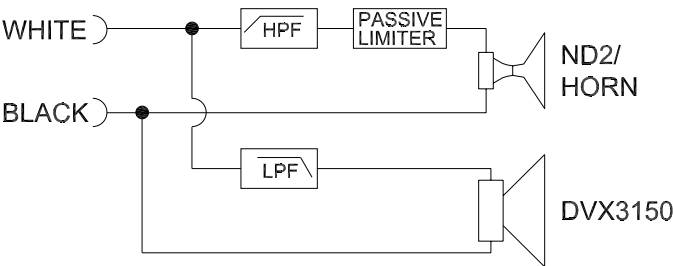 WHITE
HPF
PASSIVE
LIMITER
ND2/
HORN
BLACK
LPF
DVX3150